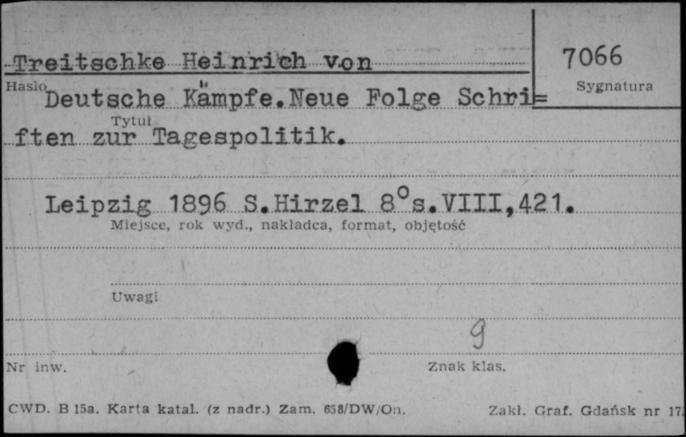 Treitschke Heinrich von
7066
Hasło
Sygnatura
Deutsche Kämpfe.Neue Folge Schri=
Tytuł
ften zur Tagespolitik.
Leipzig 1896 S.Hirzel 8°s.VIII,421.
Miejsce, rok wyd., nakładca, format, objętość
Uwagi
9
Nr inw.
Znak klas.
CWD. B 15a. Karta katal. (z nadr.) Zam. 658/DW/On.
Zakł. Graf. Gdańsk nr 17